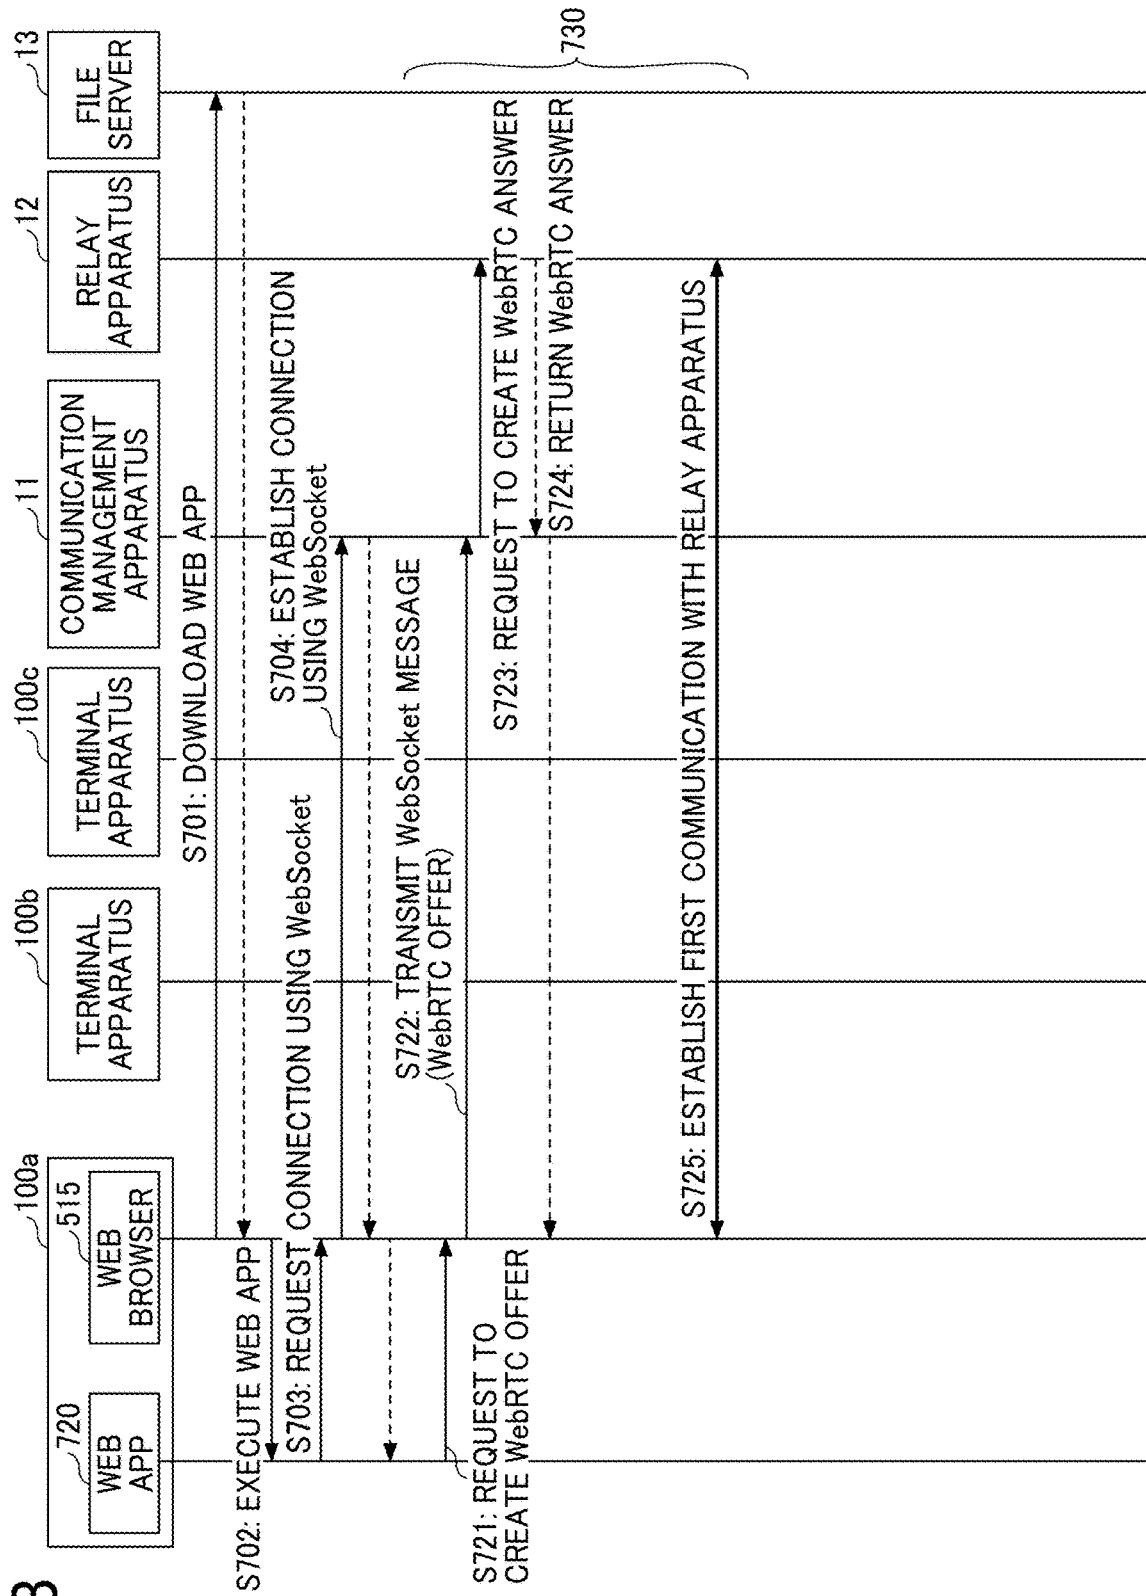 100a
720
WEB
APP
515
WEB
BROWSER
100b
TERMINAL
APPARATUS
100c
TERMINAL
APPARATUS
11
COMMUNICATION
MANAGEMENT
APPARATUS
12
RELAY
APPARATUS
13
FILE
SERVER
S701: DOWNLOAD WEB APP
S702: EXECUTE WEB APP
S703: REQUEST CONNECTION USING WebSocket
S704: ESTABLISH CONNECTION
USING WebSocket
S721: REQUEST TO
CREATE WebRTC OFFER
S722: TRANSMIT WebSocket MESSAGE
(WebRTC OFFER)
S723: REQUEST TO CREATE WebRTC ANSWER
S724: RETURN WebRTC ANSWER
730
S725: ESTABLISH FIRST COMMUNICATION WITH RELAY APPARATUS